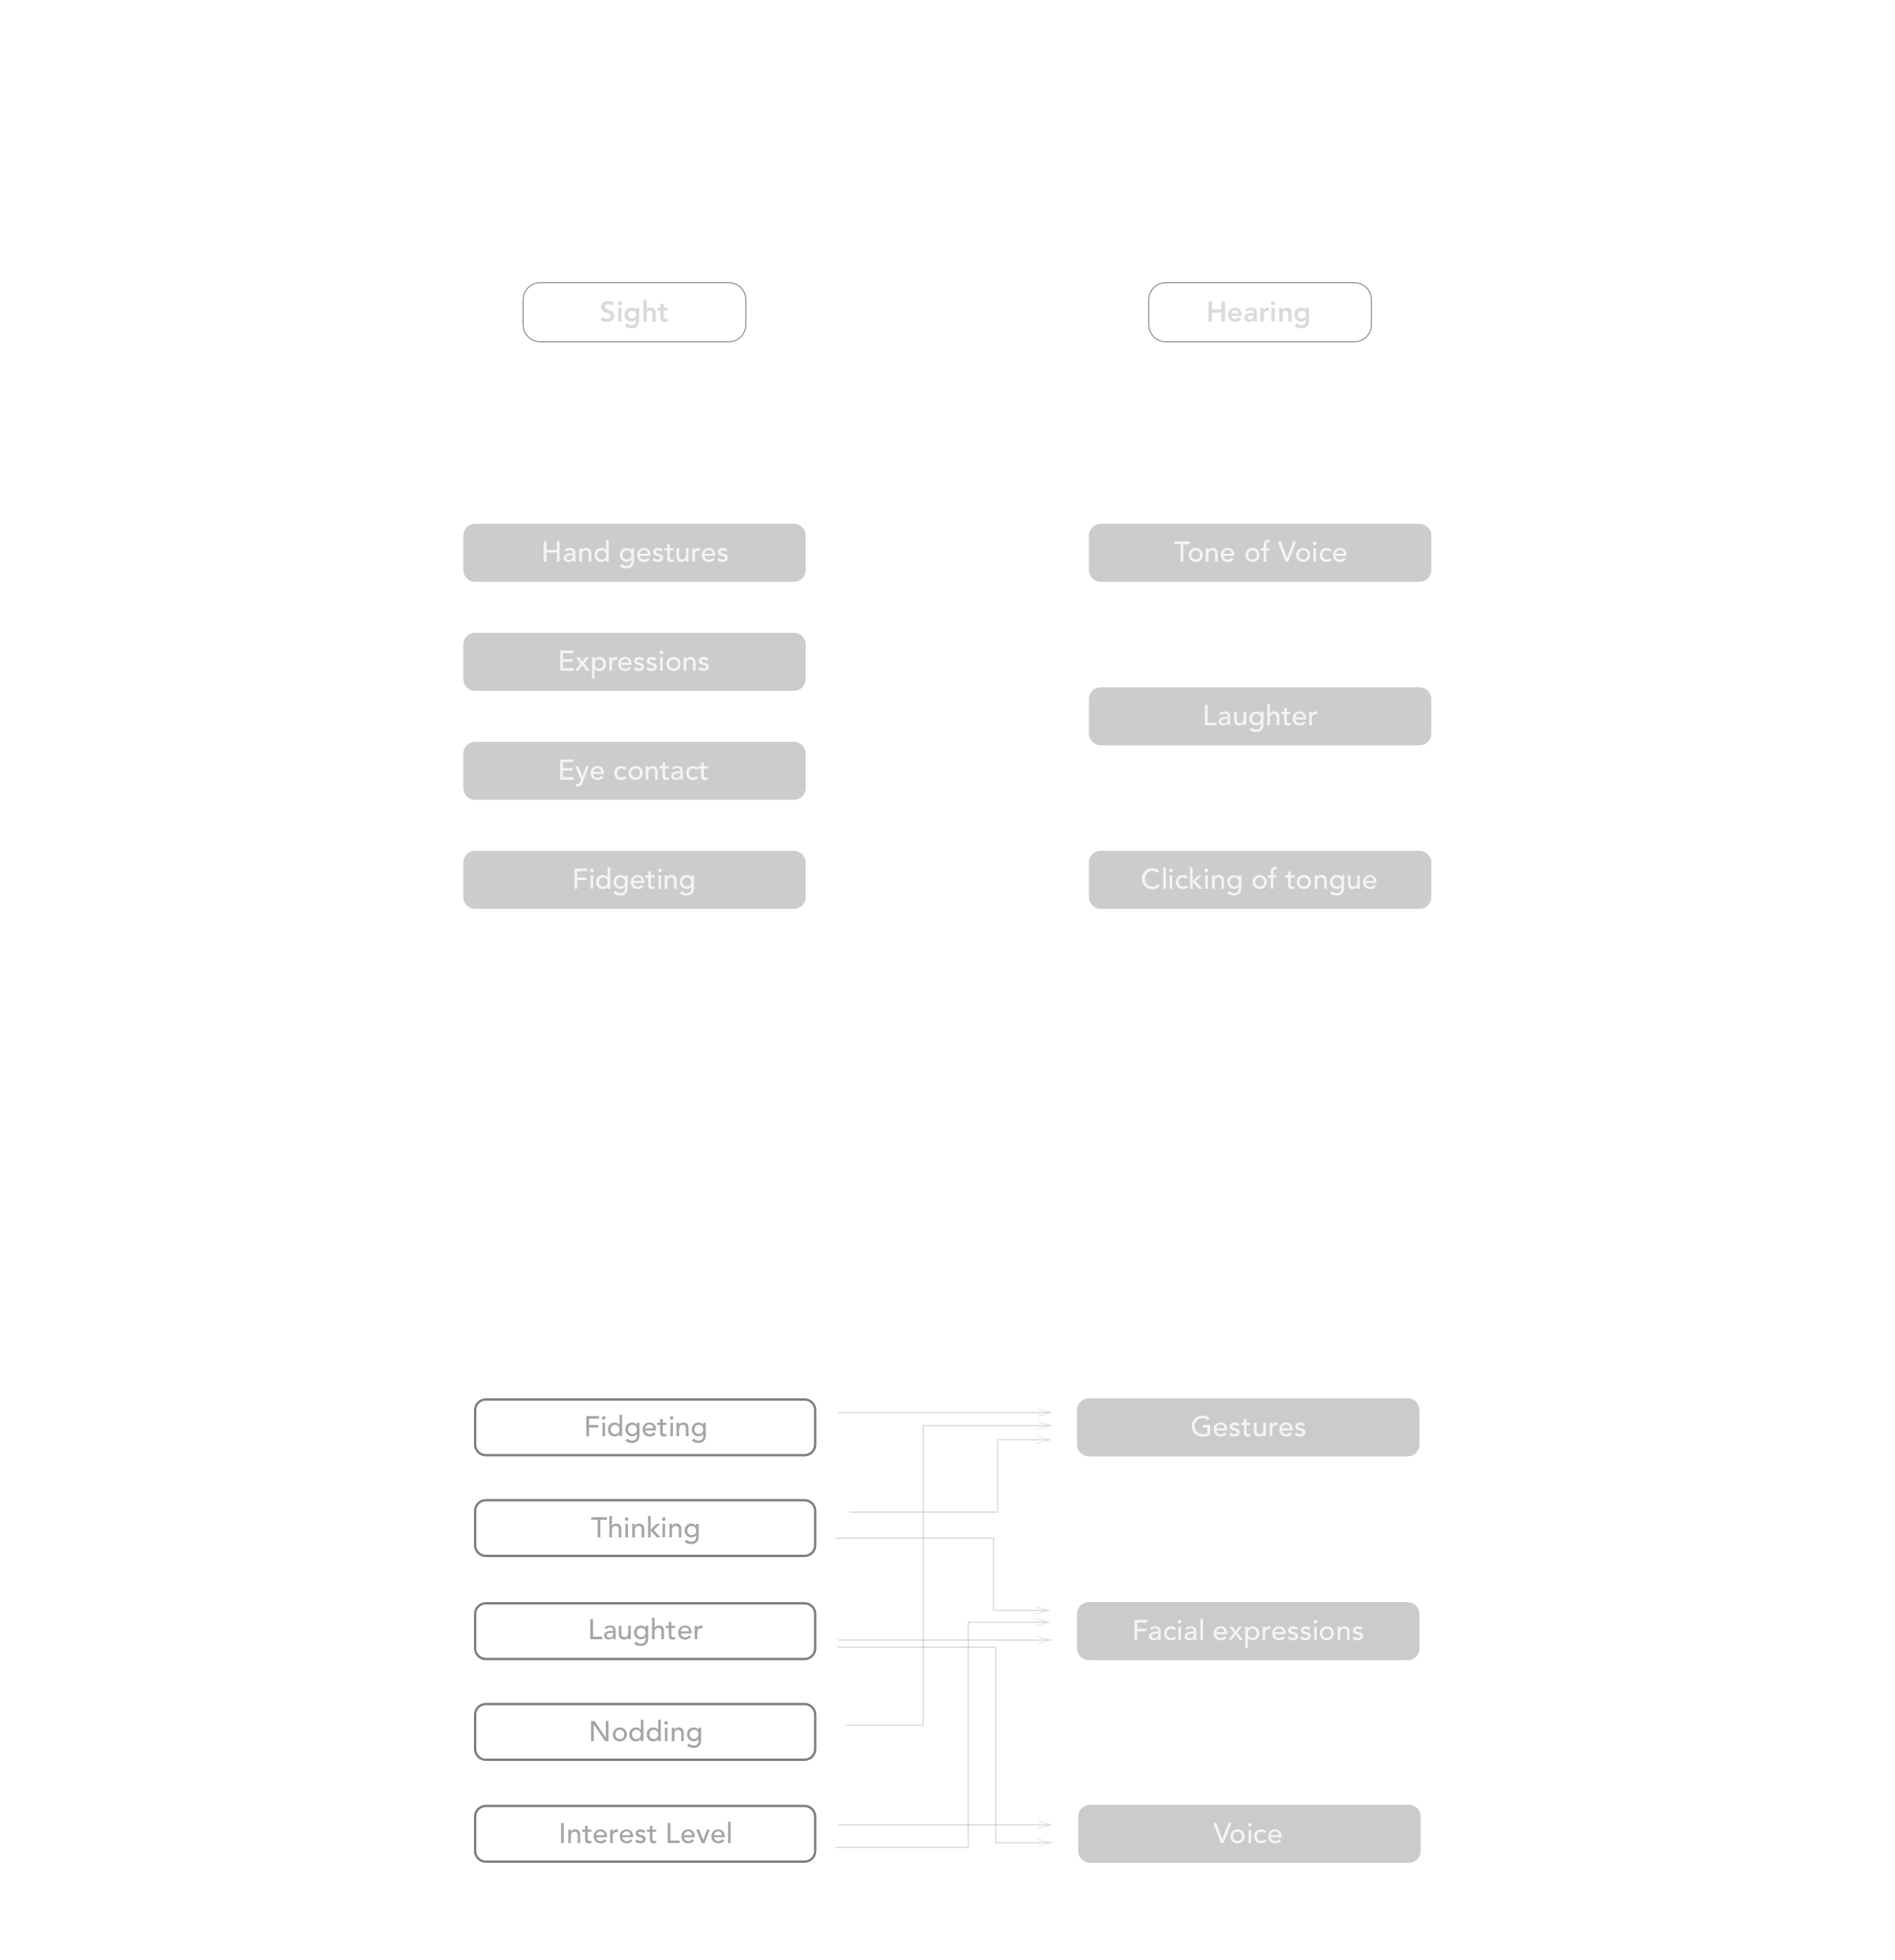 Sight
Hearing
Hand gestures
Expressions
Eye contact
Fidgeting
Tone of Voice
Laughter
Clicking of tongue
Fidgeting
Thinking
Laughter
Nodding
Interest Level
Gestures
Facial expressions
Voice